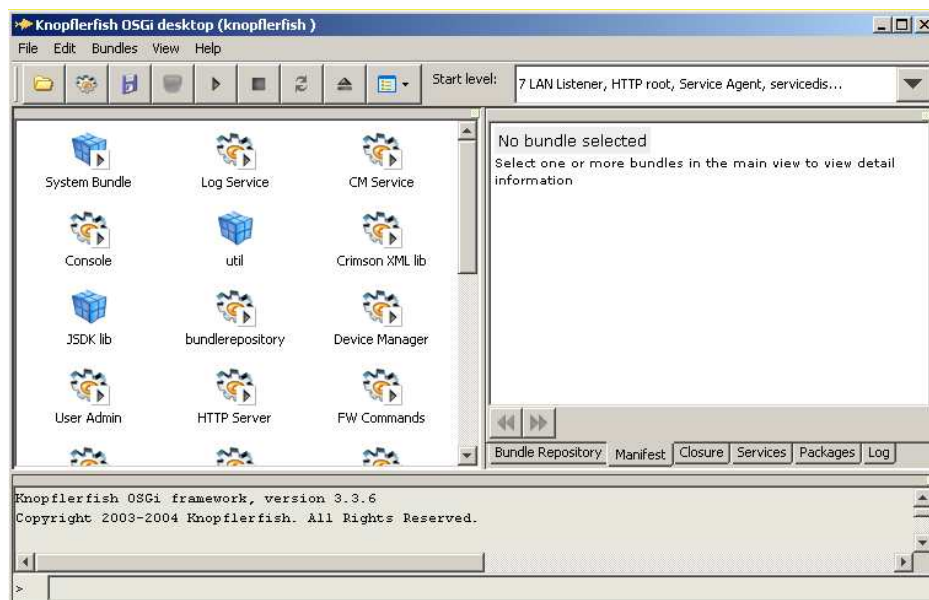 Knopflerfish OSGi desktop (knopflerfish )
File Edit Bundles View Help
Start level:
7 LAN Listener, HTTP root, Service Agent, servicedis...
System Bundle
Log Service
CM Service
Console
util
Crimson XML lib
JSDK lib
bundlerepository
Device Manager
User Admin
HTTP Server
FW Commands
No bundle selected
Select one or more bundles in the main view to view detail
information
Bundle Repository Manifest Closure Services Packages Log
Knopflerfish OSGi framework, version 3.3.6
Copyright 2003-2004 Knopflerfish. All Rights Reserved.
>